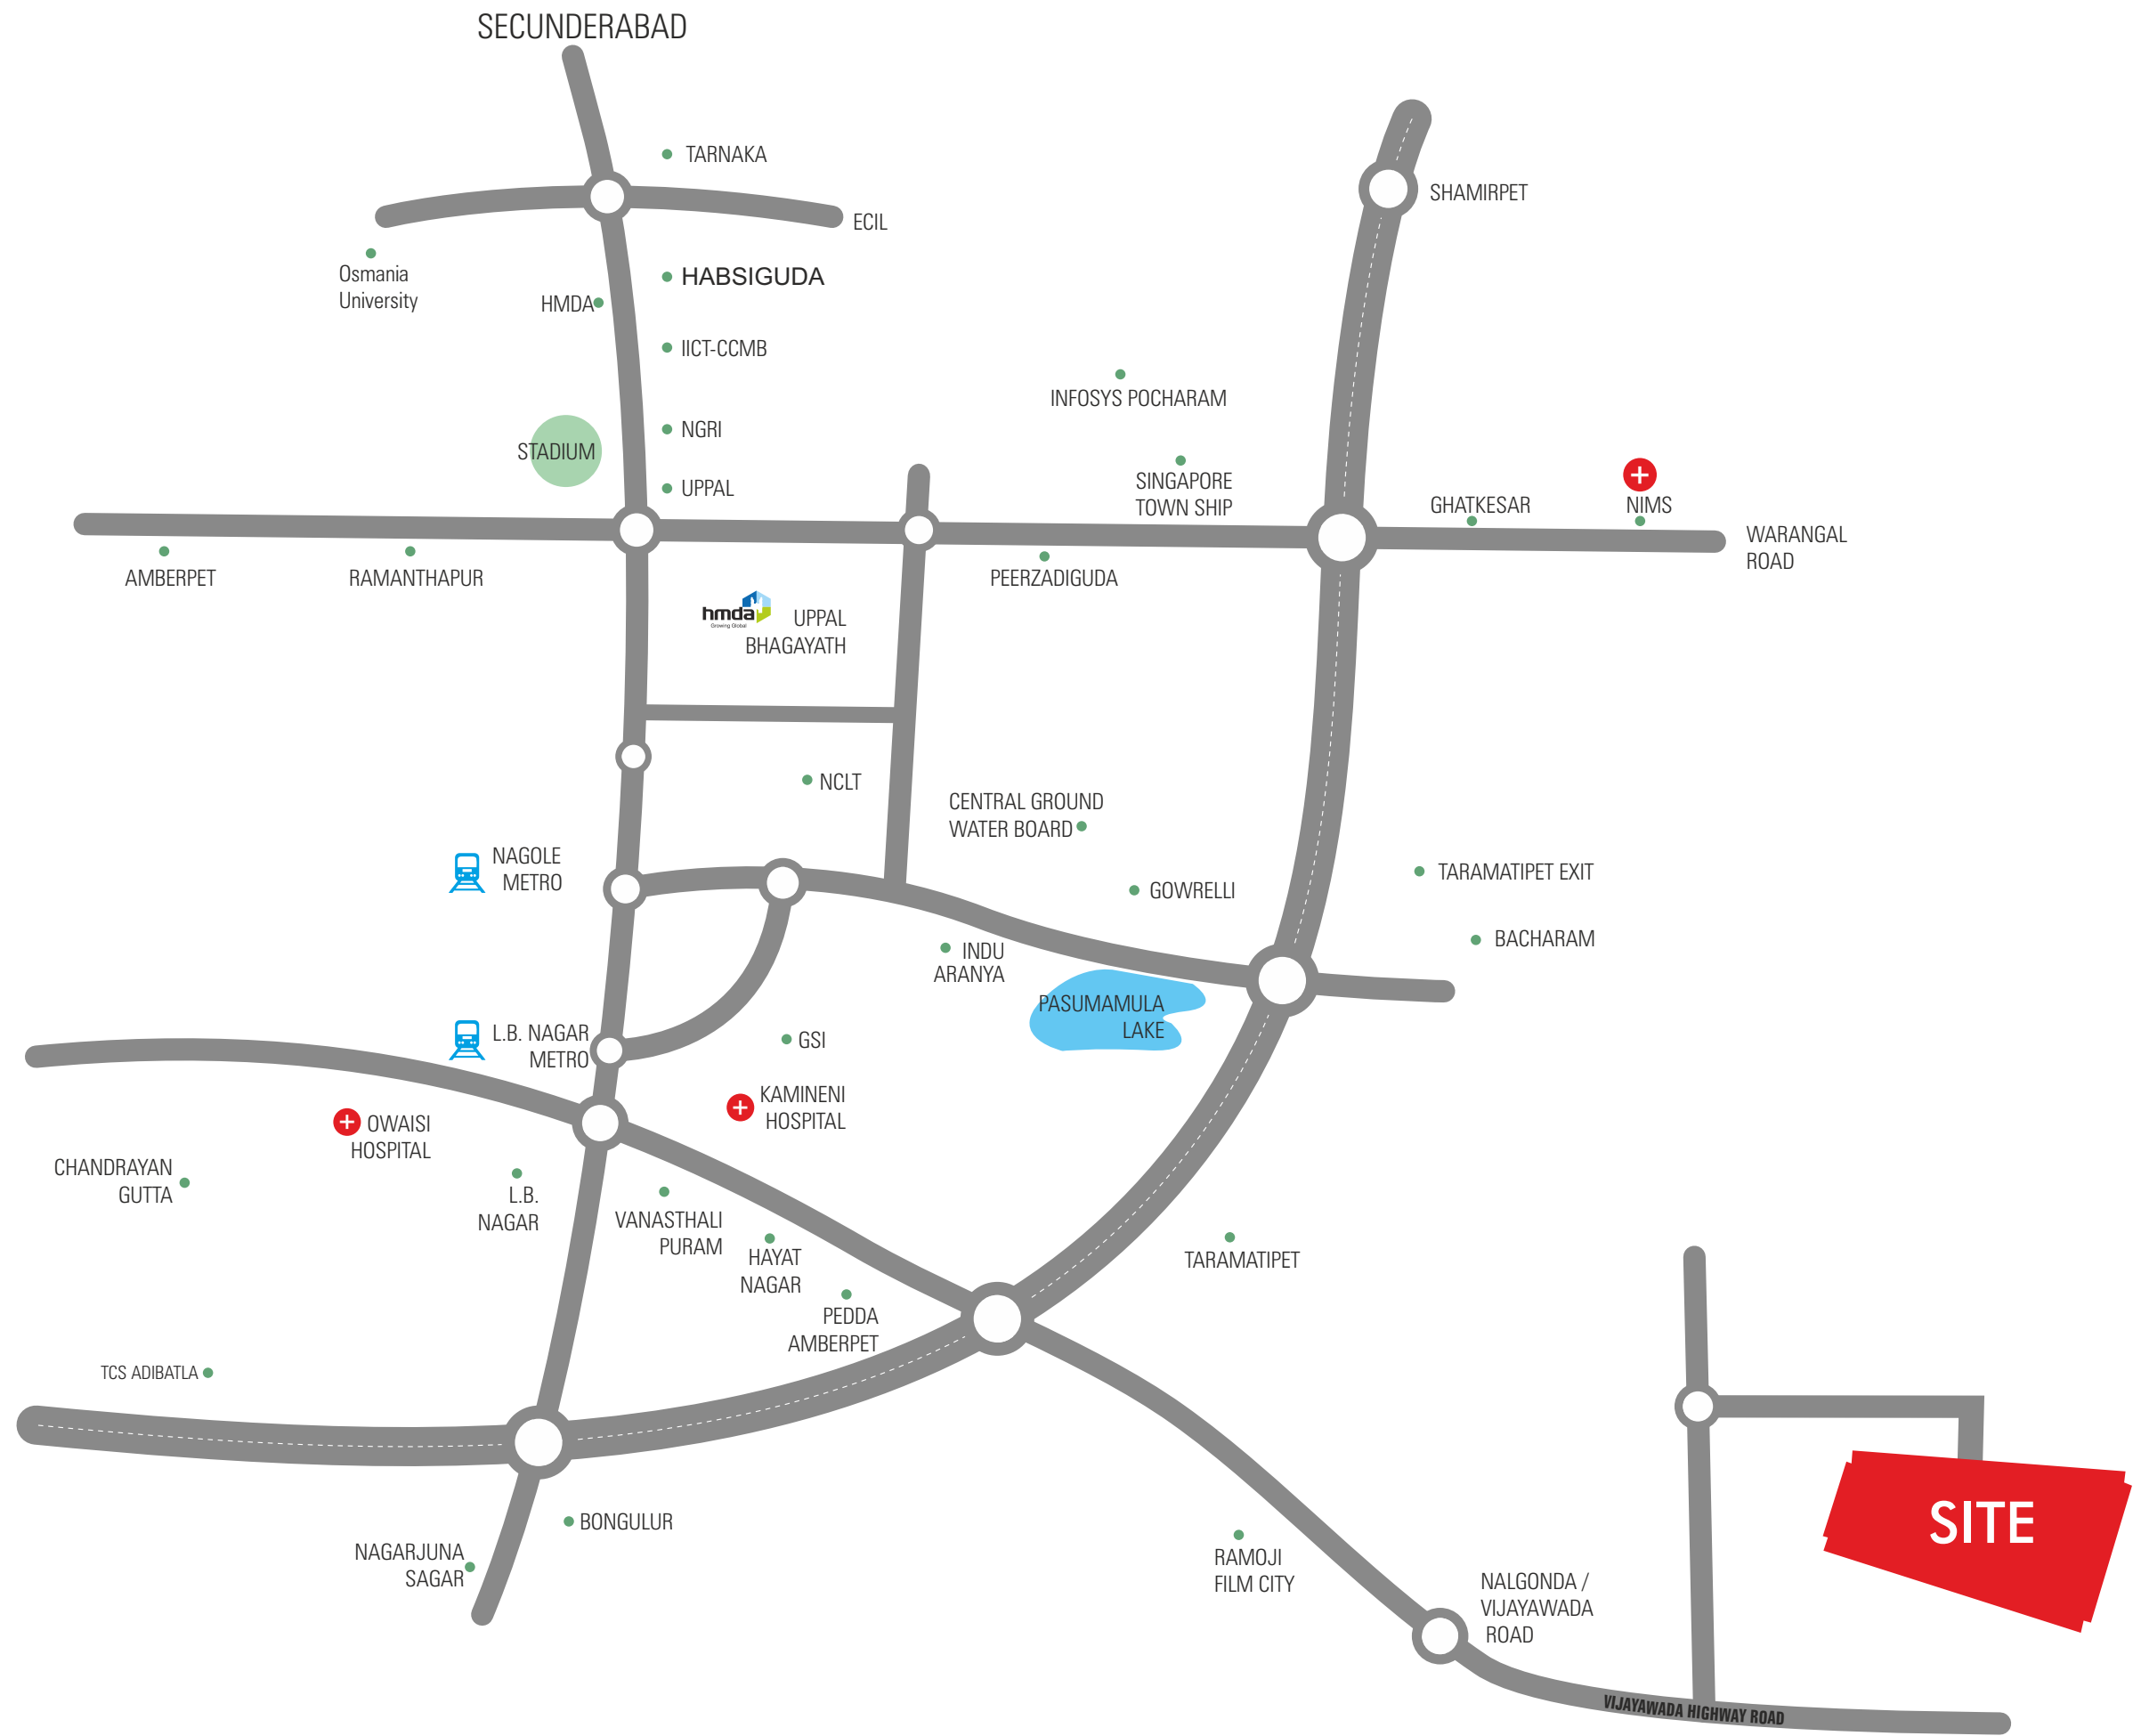 SECUNDERABAD
TARNAKA
ECIL
SHAMIRPET
Osmania
University
HABSIGUDA
HMDA
IICT-CCMB
INFOSYS POCHARAM
NGRI
STADIUM
UPPAL
SINGAPORE
TOWN SHIP
GHATKESAR
NIMS
WARANGAL
ROAD
AMBERPET
RAMANTHAPUR
PEERZADIGUDA
hmda
Growing Global
UPPAL
BHAGAYATH
NCLT
CENTRAL GROUND
WATER BOARD
NAGOLE
METRO
TARAMATIPET EXIT
GOWRELLI
BACHARAM
INDU
ARANYA
PASUMAMULA
LAKE
L.B. NAGAR
METRO
GSI
KAMINENI
HOSPITAL
OWAISI
HOSPITAL
CHANDRAYAN
GUTTA
L.B.
NAGAR
VANASTHALI
PURAM
HAYAT
NAGAR
TARAMATIPET
PEDDA
AMBERPET
TCS ADIBATLA
SITE
BONGULUR
NAGARJUNA
SAGAR
RAMOJI
FILM CITY
NALGONDA /
VIJAYAWADA
ROAD
VIJAYAWADA HIGHWAY ROAD